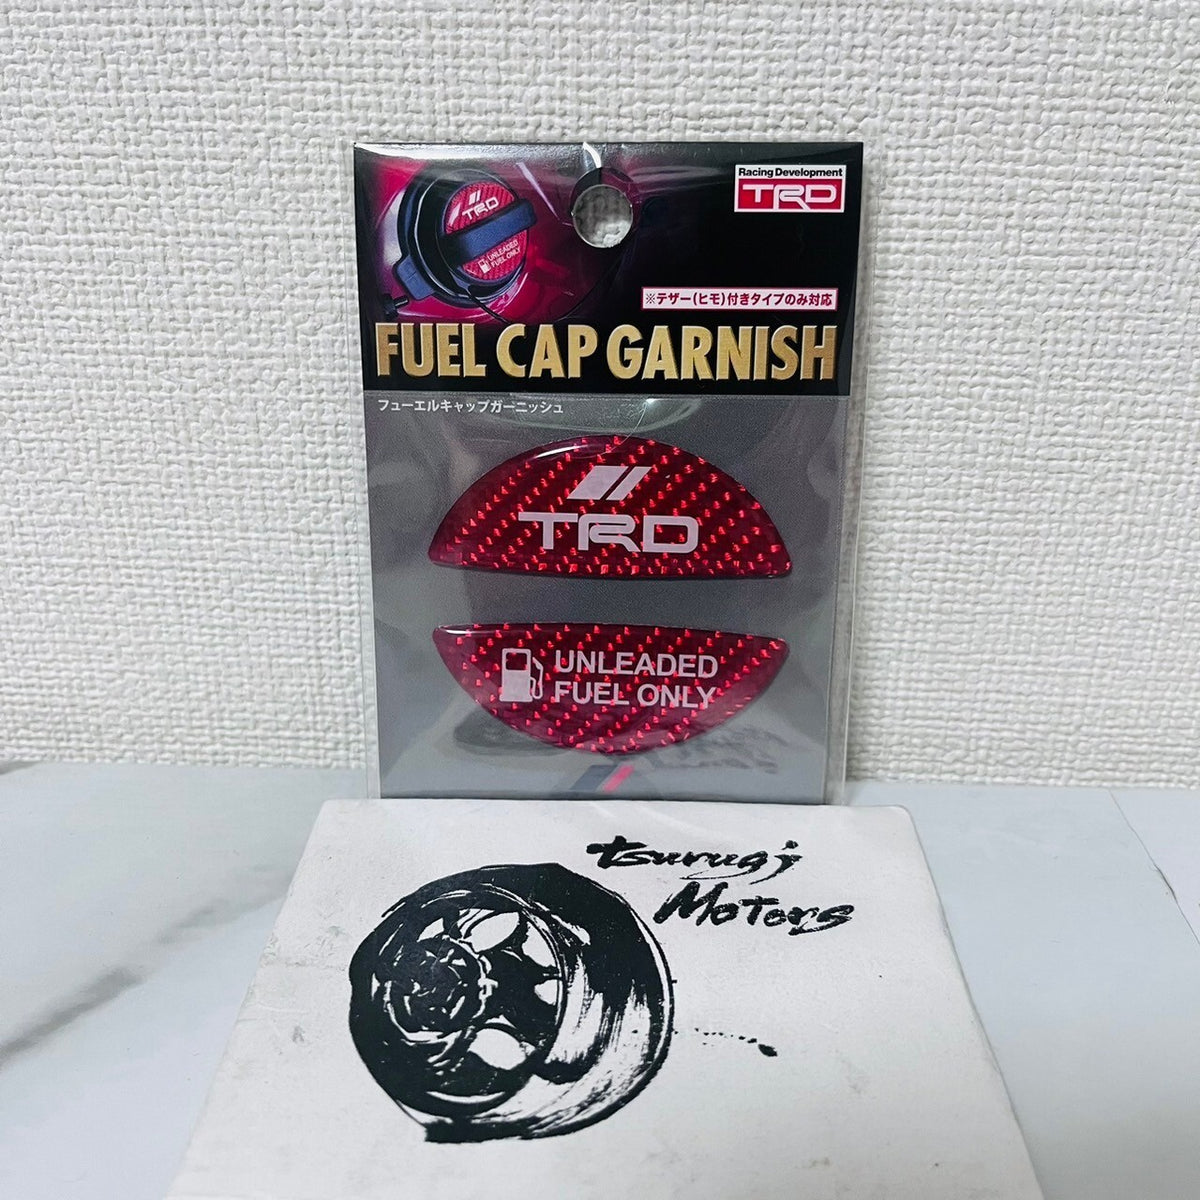 Racing Development
TRD
TRD
UNLEADED
FUEL ONLY
※テザー(ヒモ)付きタイプのみ対応
FUEL CAP GARNISH
フューエルキャップガーニッシュ
TRD
UNLEADED
FUEL ONLY
tsurugi
Motors